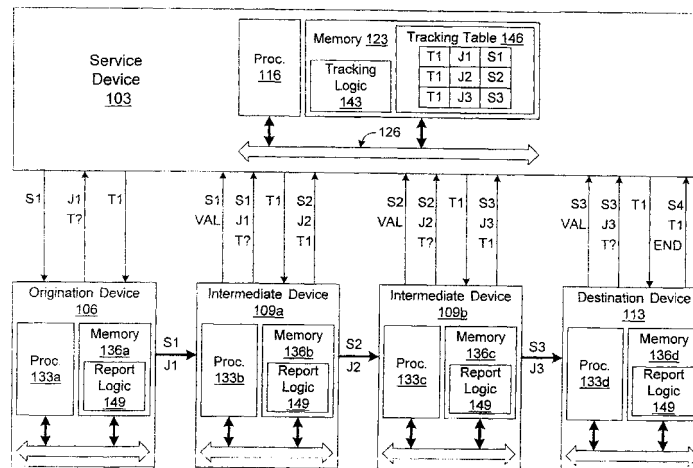 Service Device 103
Proc. 116
Memory 123
Tracking Logic 143
Tracking Table 146
T1 J1 S1
T1 J2 S2
T1 J3 S3
126
S1 J1 T1 S1 S1 T1 S2 S2 S2 T1 S3 S3 S3 T1 S4
T? VAL J1 J2 VAL J2 J3 VAL J3 T1
T? T1 T? T1 T? END
Origination Device 106
Proc. 133a
Memory 136a
Report Logic 149
S1
J1
Intermediate Device 109a
Proc. 133b
Memory 136b
Report Logic 149
S2
J2
Intermediate Device 109b
Proc. 133c
Memory 136c
Report Logic 149
S3
J3
Destination Device 113
Proc. 133d
Memory 136d
Report Logic 149